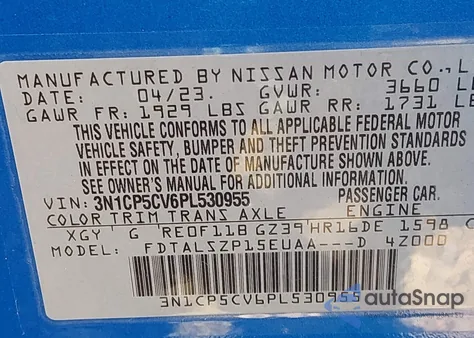 MANUFACTURED BY NISSAN MOTOR CO., L
DATE: 04/23. GVWR: 3660 L
GAWR FR: 1929 LBS GAWR RR: 1731 L
THIS VEHICLE CONFORMS TO ALL APPLICABLE FEDERAL MOTOR
VEHICLE SAFETY, BUMPER AND THEFT PREVENTION STANDARDS
IN EFFECT ON THE DATE OF MANUFACTURE SHOWN ABOVE.
SEE OWNER'S MANUAL FOR ADDITIONAL INFORMATION.
VIN: 3N1CP5CV6PL530955 PASSENGER CAR.
COLOR TRIM TRANS AXLE ENGINE
XGY G RE0F11B GZ39 HR16DE 1598 C
MODEL: FDTALSZP15EUAA---D 4Z000
3N1CP5CV6PL530955
autoSnap